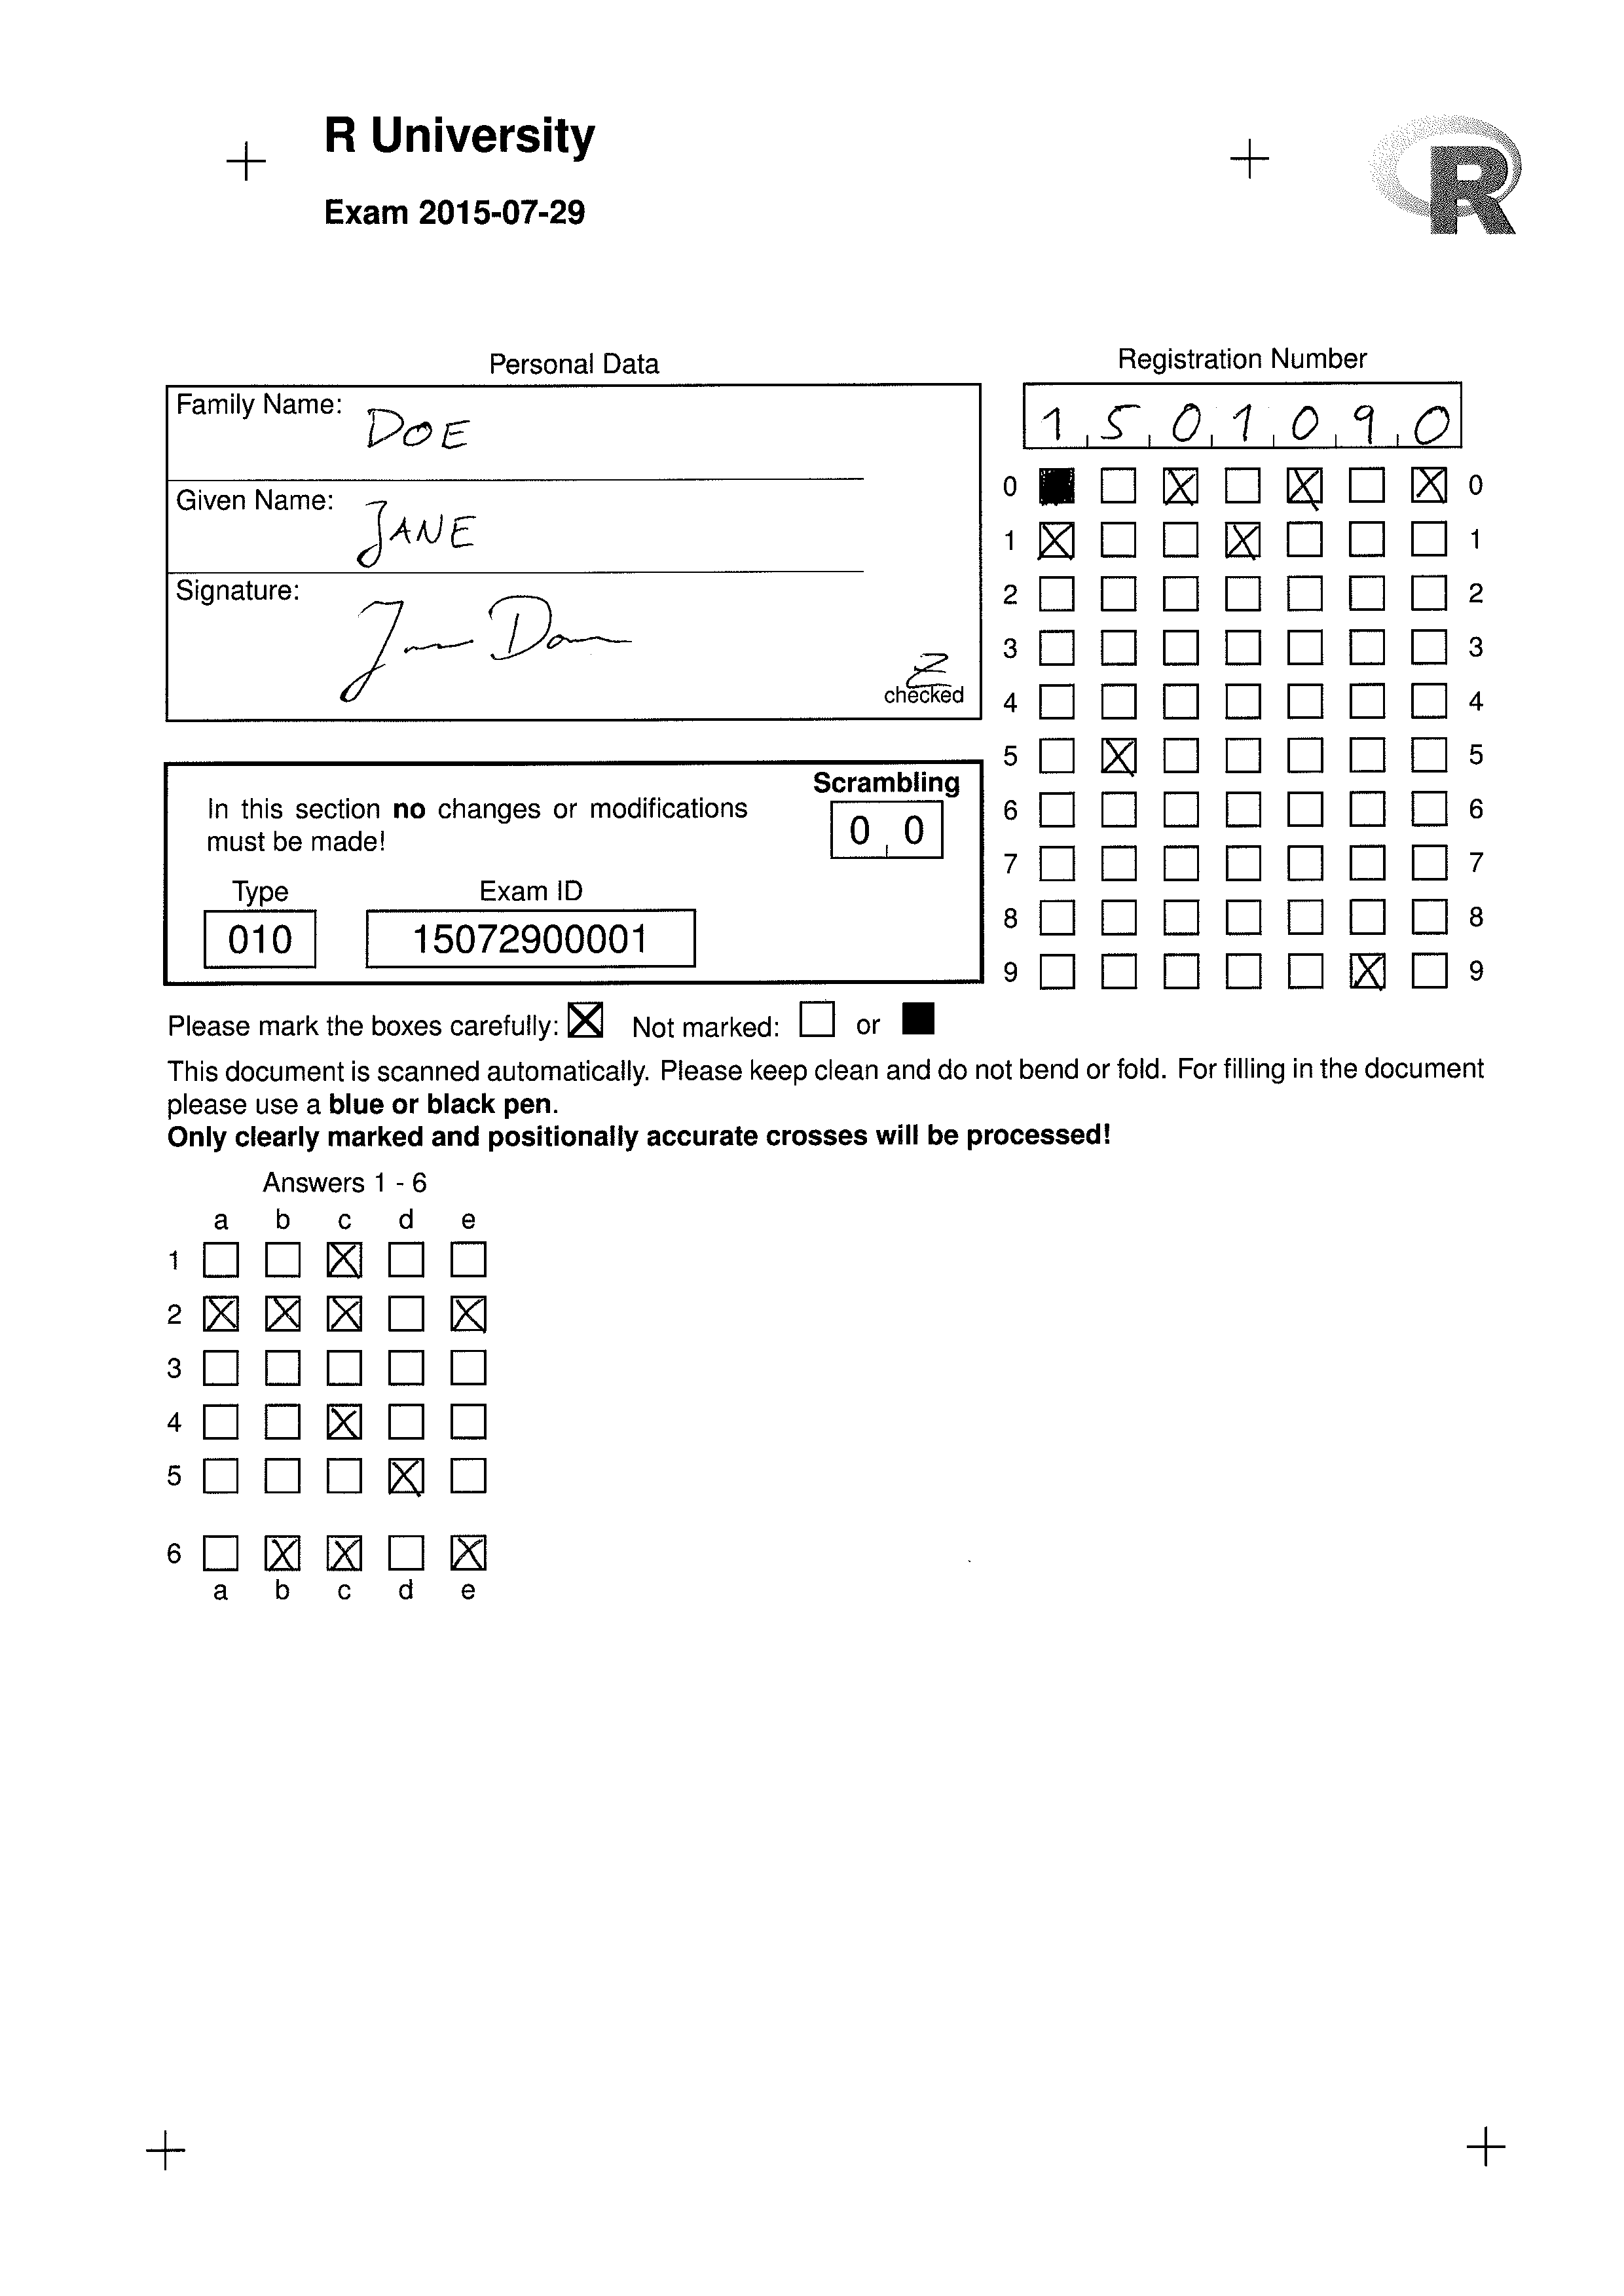 R University
Exam 2015-07-29
R
Personal Data
Family Name: DOE
Given Name: JANE
Signature:
checked
Registration Number
1 5 0 1 0 9 0
0 0
1 1
2 2
3 3
4 4
5 5
6 6
7 7
8 8
9 9
Scrambling
0 0
In this section no changes or modifications
must be made!
Type Exam ID
010 15072900001
Please mark the boxes carefully: Not marked: or
This document is scanned automatically. Please keep clean and do not bend or fold. For filling in the document
please use a blue or black pen.
Only clearly marked and positionally accurate crosses will be processed!
Answers 1 - 6
a b c d e
1
2
3
4
5
6
a b c d e